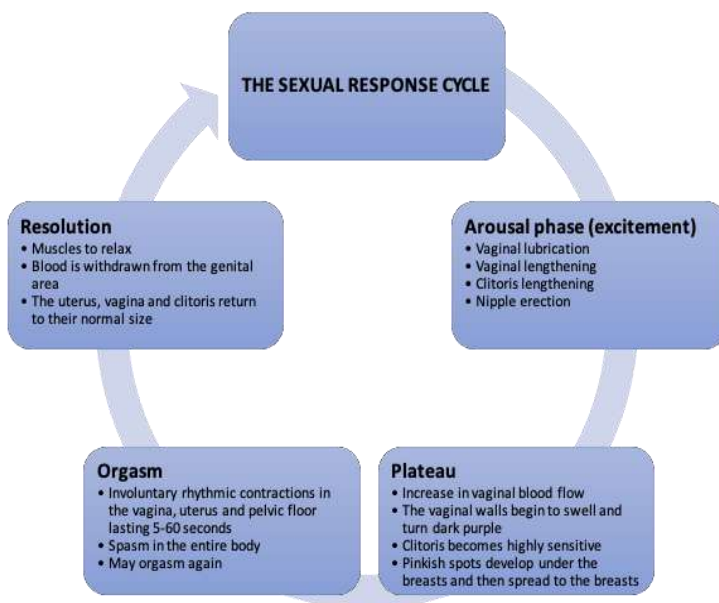 THE SEXUAL RESPONSE CYCLE
Arousal phase (excitement)
• Vaginal lubrication
• Vaginal lengthening
• Clitoris lengthening
• Nipple erection
Plateau
• Increase in vaginal blood flow
• The vaginal walls begin to swell and
turn dark purple
• Clitoris becomes highly sensitive
• Pinkish spots develop under the
breasts and then spread to the breasts
Orgasm
• Involuntary rhythmic contractions in
the vagina, uterus and pelvic floor
lasting 5-60 seconds
• Spasm in the entire body
• May orgasm again
Resolution
• Muscles to relax
• Blood is withdrawn from the genital
area
• The uterus, vagina and clitoris return
to their normal size